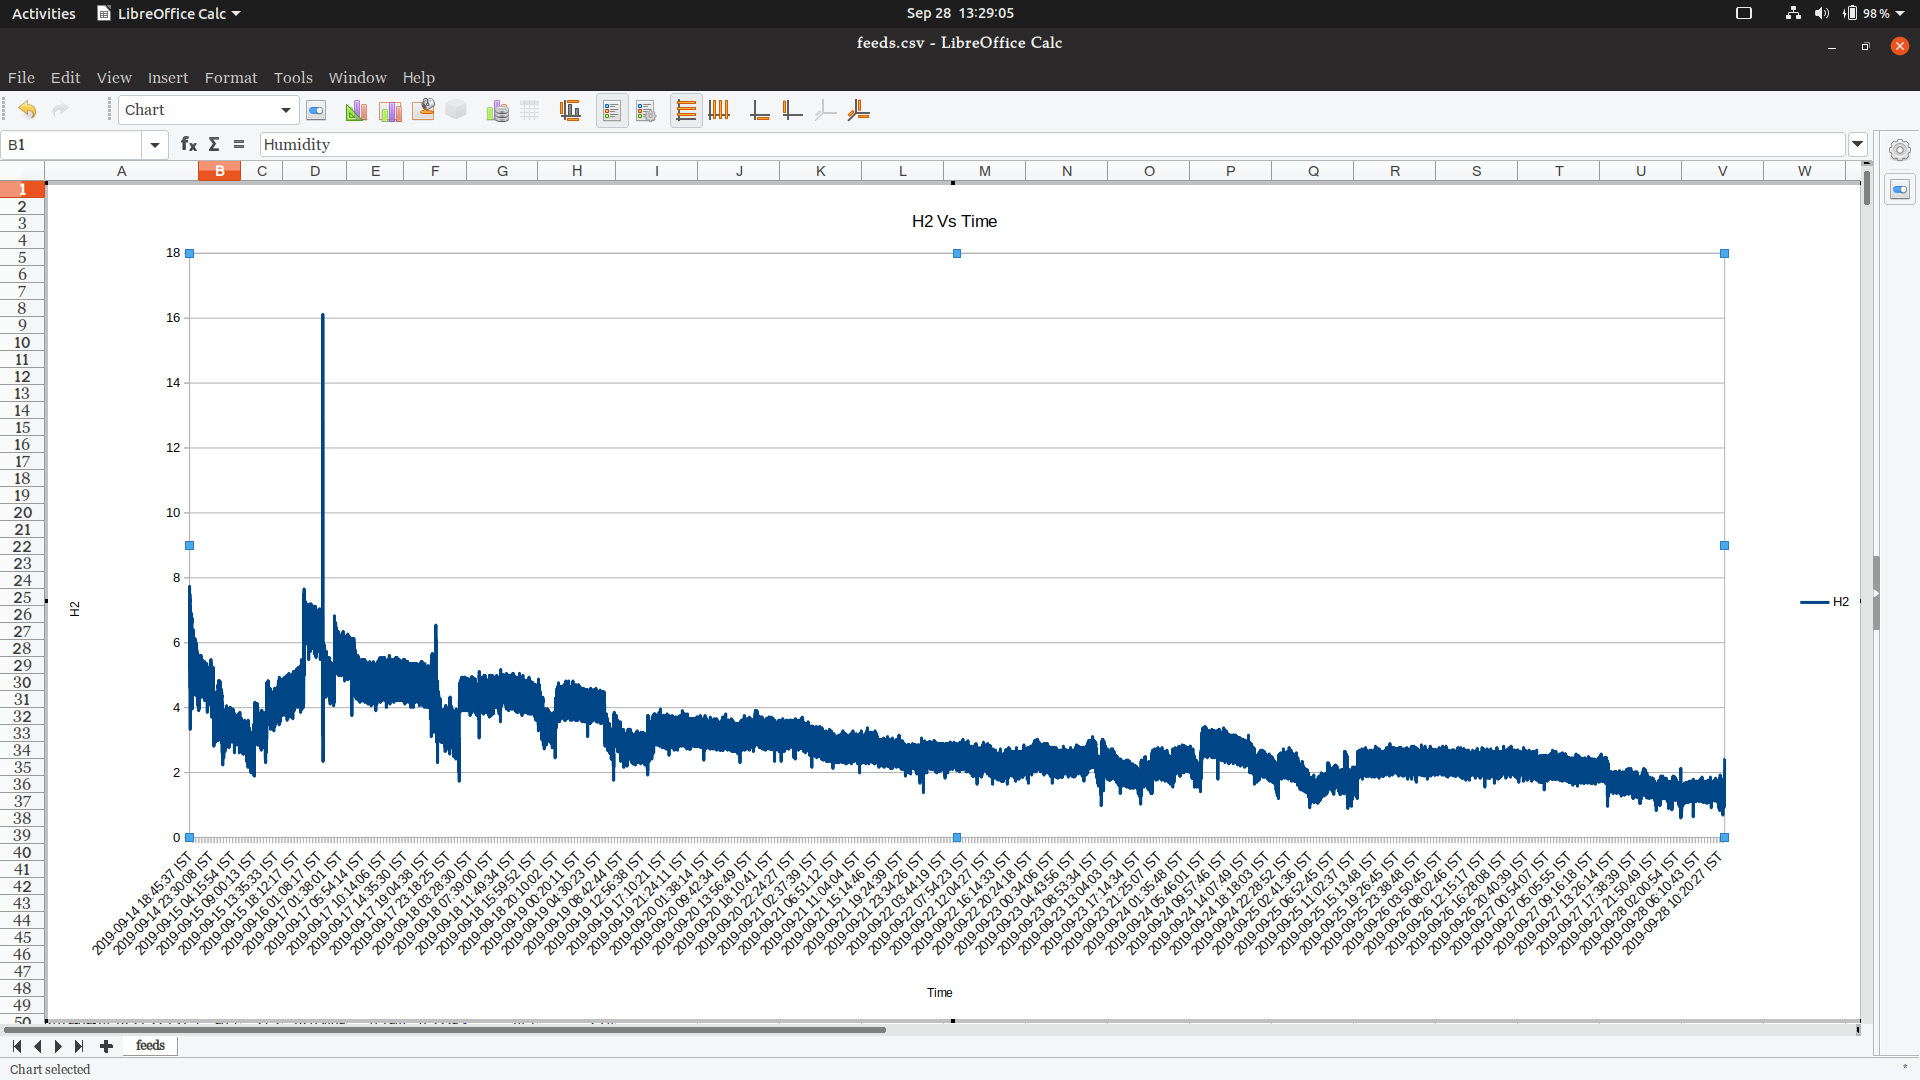 Activities LibreOffice Calc Sep 28 13:29:05 98 %
feeds.csv - LibreOffice Calc
File Edit View Insert Format Tools Window Help
Chart
B1 fx Σ = Humidity
A B C D E F G H I J K L M N O P Q R S T U V W
1
2
3
4
5
6
7
8
9
10
11
12
13
14
15
16
17
18
19
20
21
22
23
24
25
26
27
28
29
30
31
32
33
34
35
36
37
38
39
40
41
42
43
44
45
46
47
48
49
50
H2 Vs Time
18
16
14
12
10
8
6
4
2
0
H2
H2
2019-09-14 18:45:37 IST
2019-09-14 23:30:08 IST
2019-09-15 04:15:54 IST
2019-09-15 09:00:13 IST
2019-09-15 13:35:33 IST
2019-09-15 18:12:17 IST
2019-09-16 01:08:17 IST
2019-09-17 01:38:01 IST
2019-09-17 05:54:14 IST
2019-09-17 10:14:06 IST
2019-09-17 14:35:30 IST
2019-09-17 19:04:38 IST
2019-09-17 23:18:25 IST
2019-09-18 03:28:30 IST
2019-09-18 07:39:00 IST
2019-09-18 11:49:34 IST
2019-09-18 15:59:52 IST
2019-09-18 20:10:02 IST
2019-09-19 00:20:11 IST
2019-09-19 04:30:23 IST
2019-09-19 08:42:44 IST
2019-09-19 12:56:38 IST
2019-09-19 17:10:21 IST
2019-09-19 21:24:11 IST
2019-09-20 01:38:14 IST
2019-09-20 09:42:34 IST
2019-09-20 13:56:49 IST
2019-09-20 18:10:41 IST
2019-09-20 22:24:27 IST
2019-09-21 02:37:39 IST
2019-09-21 06:51:12 IST
2019-09-21 11:04:04 IST
2019-09-21 15:14:46 IST
2019-09-21 19:24:39 IST
2019-09-21 23:34:26 IST
2019-09-22 03:44:19 IST
2019-09-22 07:54:23 IST
2019-09-22 12:04:27 IST
2019-09-22 16:14:33 IST
2019-09-22 20:24:18 IST
2019-09-23 00:34:06 IST
2019-09-23 04:43:56 IST
2019-09-23 08:53:34 IST
2019-09-23 13:04:03 IST
2019-09-23 17:14:34 IST
2019-09-23 21:25:07 IST
2019-09-24 01:35:48 IST
2019-09-24 05:46:01 IST
2019-09-24 09:57:46 IST
2019-09-24 14:07:49 IST
2019-09-24 18:18:03 IST
2019-09-24 22:28:52 IST
2019-09-25 02:41:36 IST
2019-09-25 06:52:45 IST
2019-09-25 11:02:37 IST
2019-09-25 15:13:48 IST
2019-09-25 19:26:45 IST
2019-09-25 23:38:48 IST
2019-09-26 03:50:45 IST
2019-09-26 08:02:46 IST
2019-09-26 12:15:17 IST
2019-09-26 16:28:08 IST
2019-09-26 20:40:39 IST
2019-09-27 00:54:07 IST
2019-09-27 05:05:55 IST
2019-09-27 09:16:18 IST
2019-09-27 13:26:14 IST
2019-09-27 17:38:39 IST
2019-09-27 21:50:49 IST
2019-09-28 02:00:54 IST
2019-09-28 06:10:43 IST
2019-09-28 10:20:27 IST
Time
feeds
Chart selected